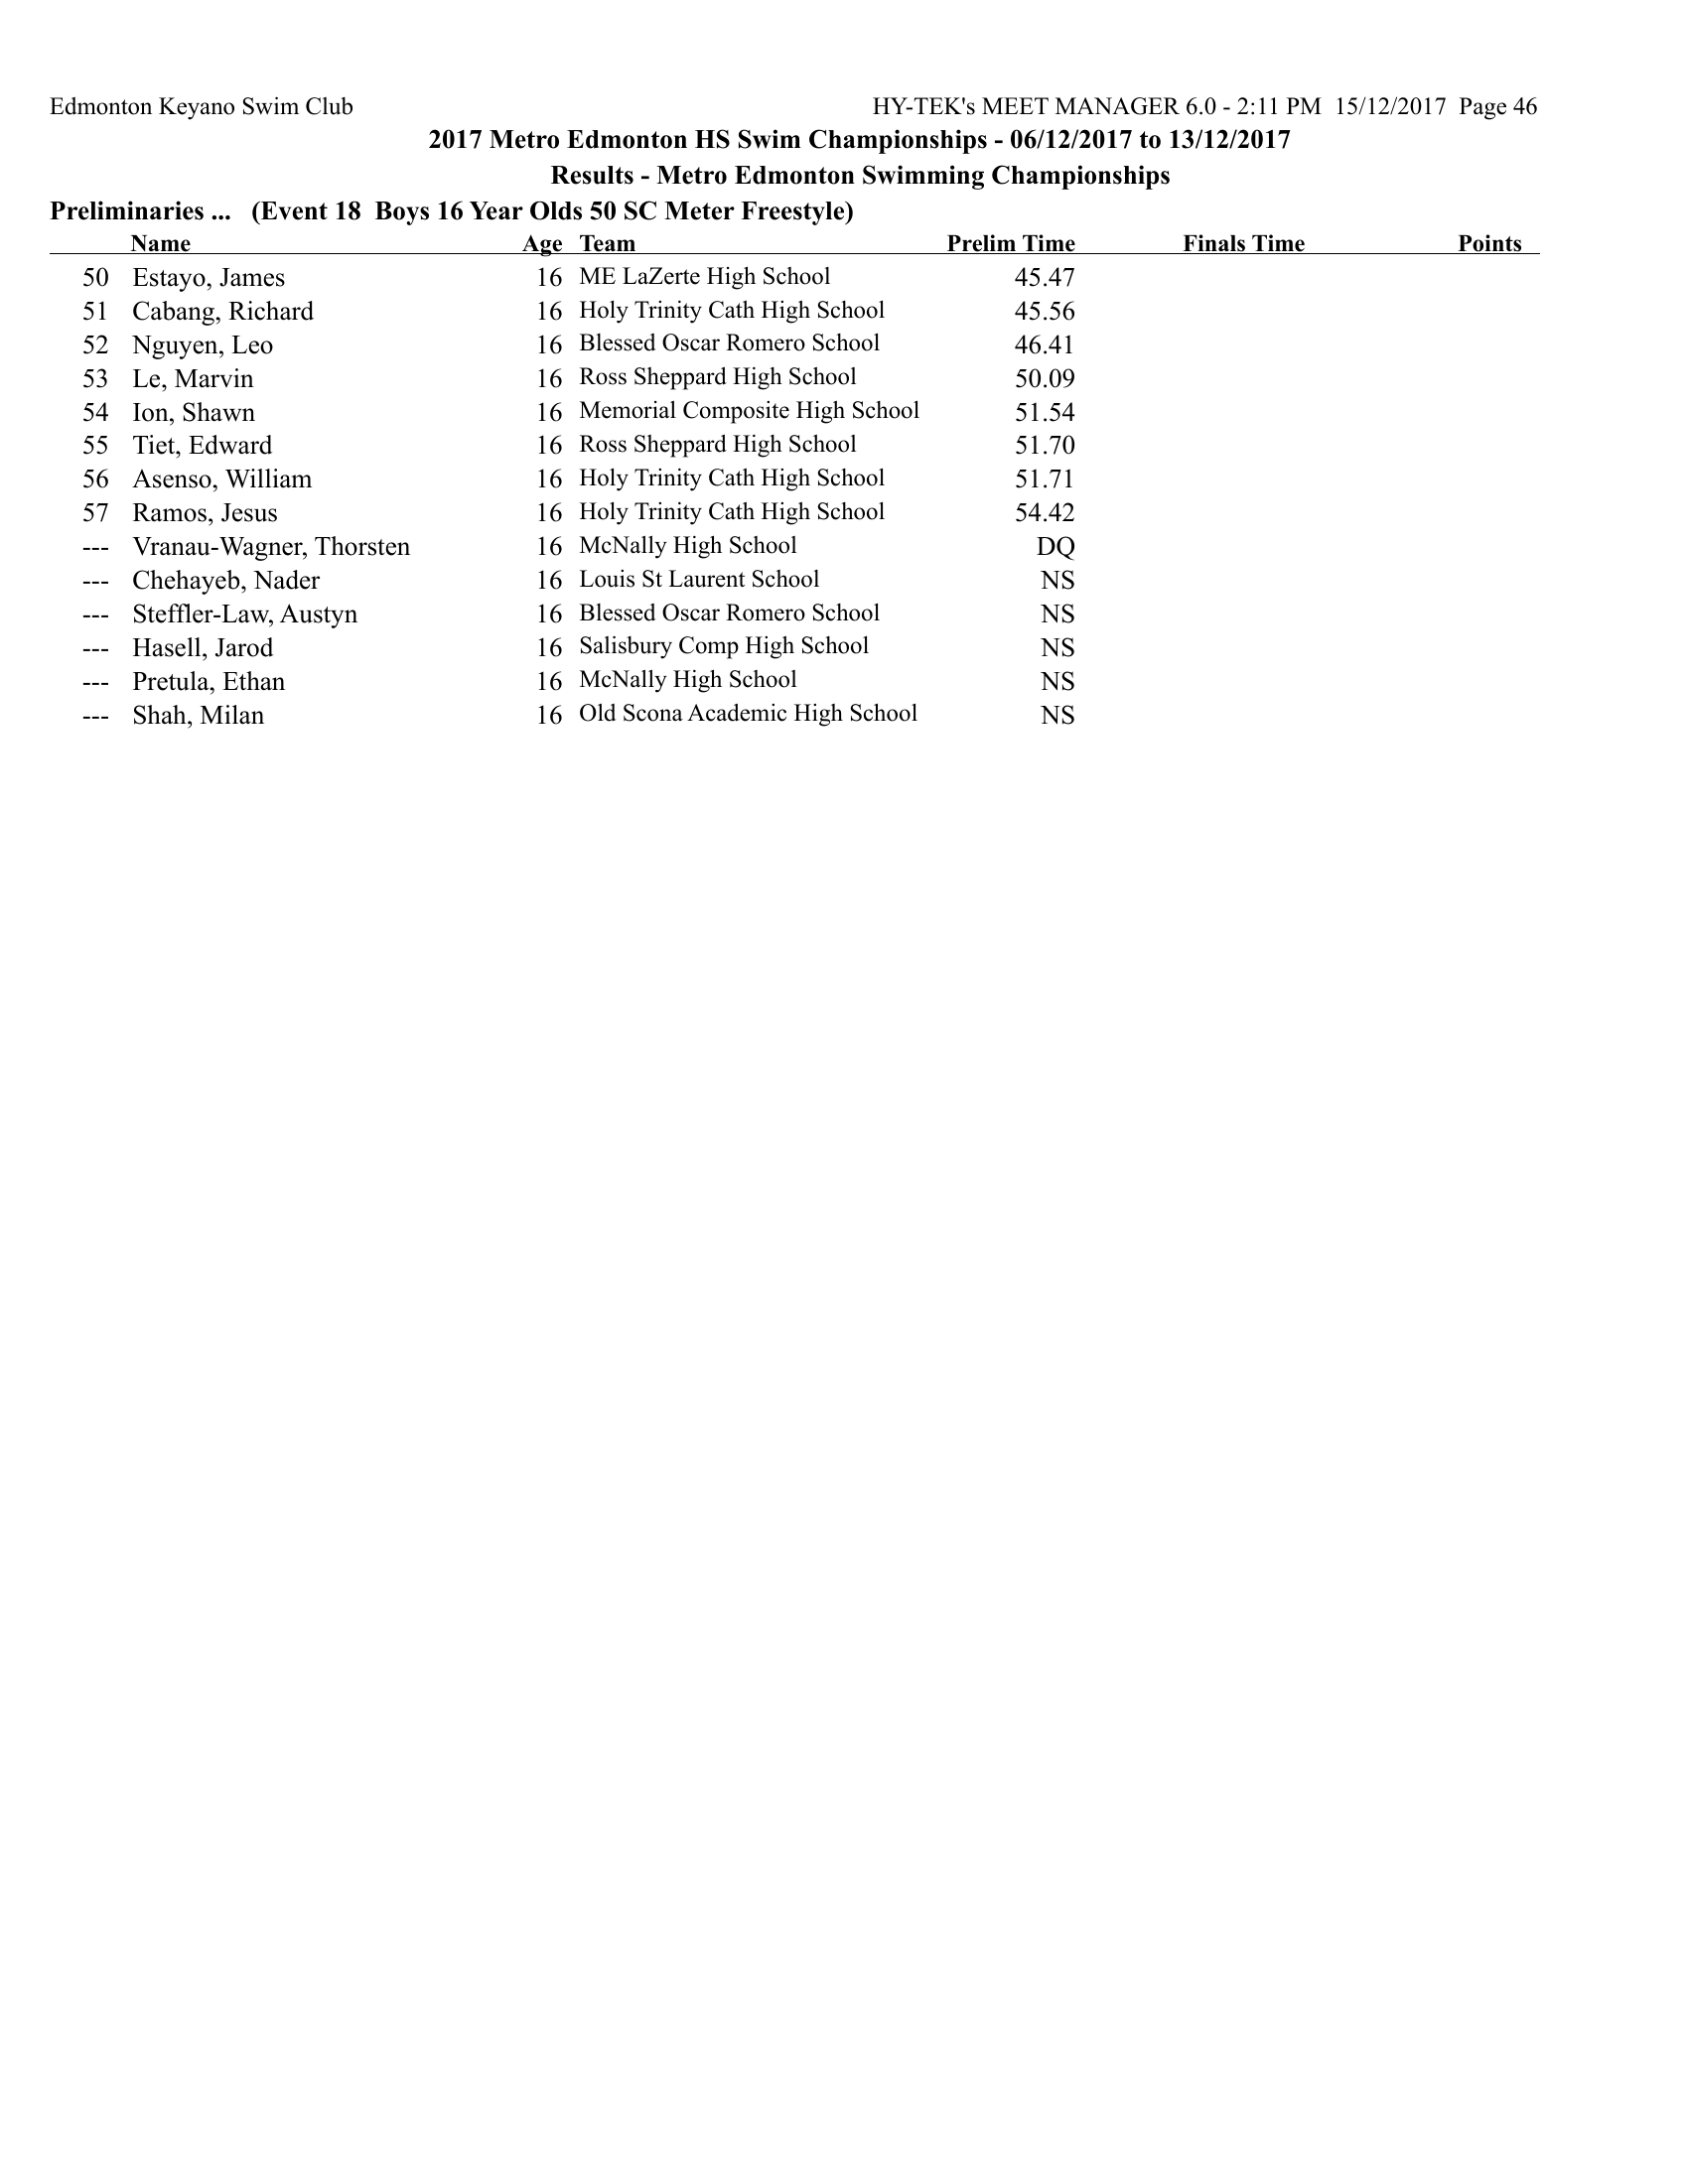 Edmonton Keyano Swim Club HY-TEK's MEET MANAGER 6.0 - 2:11 PM 15/12/2017 Page 46
2017 Metro Edmonton HS Swim Championships - 06/12/2017 to 13/12/2017
Results - Metro Edmonton Swimming Championships
Preliminaries ... (Event 18 Boys 16 Year Olds 50 SC Meter Freestyle)
Name Age Team Prelim Time Finals Time Points
50 Estayo, James 16 ME LaZerte High School 45.47
51 Cabang, Richard 16 Holy Trinity Cath High School 45.56
52 Nguyen, Leo 16 Blessed Oscar Romero School 46.41
53 Le, Marvin 16 Ross Sheppard High School 50.09
54 Ion, Shawn 16 Memorial Composite High School 51.54
55 Tiet, Edward 16 Ross Sheppard High School 51.70
56 Asenso, William 16 Holy Trinity Cath High School 51.71
57 Ramos, Jesus 16 Holy Trinity Cath High School 54.42
--- Vranau-Wagner, Thorsten 16 McNally High School DQ
--- Chehayeb, Nader 16 Louis St Laurent School NS
--- Steffler-Law, Austyn 16 Blessed Oscar Romero School NS
--- Hasell, Jarod 16 Salisbury Comp High School NS
--- Pretula, Ethan 16 McNally High School NS
--- Shah, Milan 16 Old Scona Academic High School NS